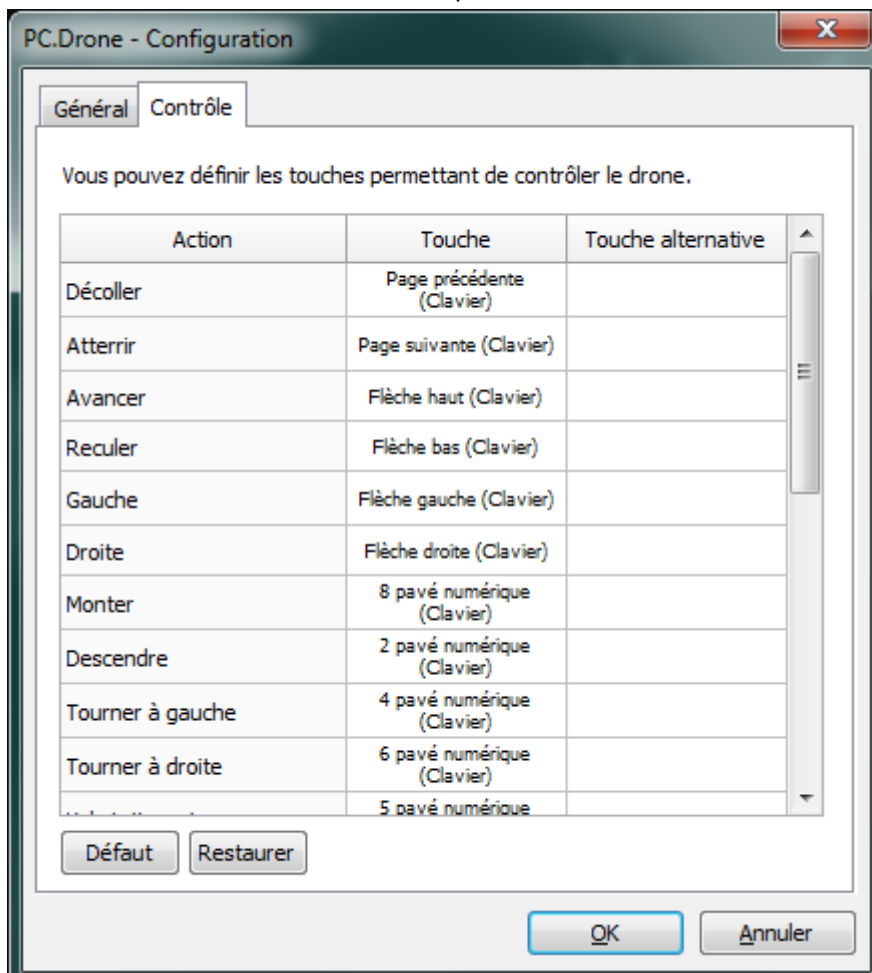 PC.Drone - Configuration
Général Contrôle
Vous pouvez définir les touches permettant de contrôler le drone.
Action Touche Touche alternative
Décoller Page précédente
(Clavier)
Atterrir Page suivante (Clavier)
Avancer Flèche haut (Clavier)
Reculer Flèche bas (Clavier)
Gauche Flèche gauche (Clavier)
Droite Flèche droite (Clavier)
Monter 8 pavé numérique
(Clavier)
Descendre 2 pavé numérique
(Clavier)
Tourner à gauche 4 pavé numérique
(Clavier)
Tourner à droite 6 pavé numérique
(Clavier)
5 pavé numérique
Défaut Restaurer
OK Annuler